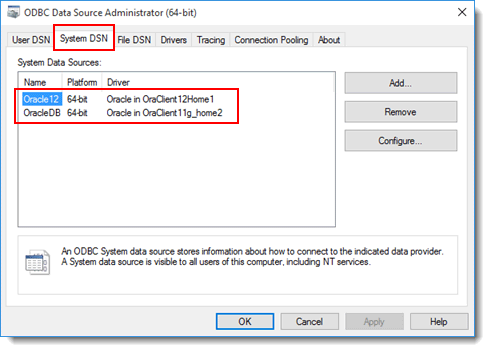 ODBC Data Source Administrator (64-bit)
User DSN System DSN File DSN Drivers Tracing Connection Pooling About
System Data Sources:
Name Platform Driver
Oracle12 64-bit Oracle in OraClient12Home1
OracleDB 64-bit Oracle in OraClient11g_home2
Add...
Remove
Configure...
An ODBC System data source stores information about how to connect to the indicated data provider.
A System data source is visible to all users of this computer, including NT services.
OK Cancel Apply Help